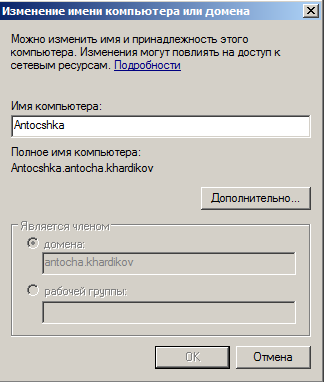 Изменение имени компьютера или домена
Можно изменить имя и принадлежность этого
компьютера. Изменения могут повлиять на доступ к
сетевым ресурсам. Подробности
Имя компьютера:
Antocshka
Полное имя компьютера:
Antocshka.antocha.khardikov
Дополнительно...
Является членом
домена:
antocha.khardikov
рабочей группы:
OK
Отмена